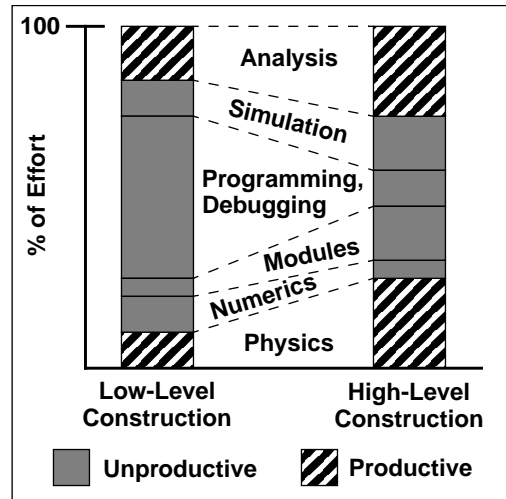 100
% of Effort
Analysis
Simulation
Programming,
Debugging
Modules
Numerics
Physics
Low-Level
Construction
High-Level
Construction
Unproductive
Productive